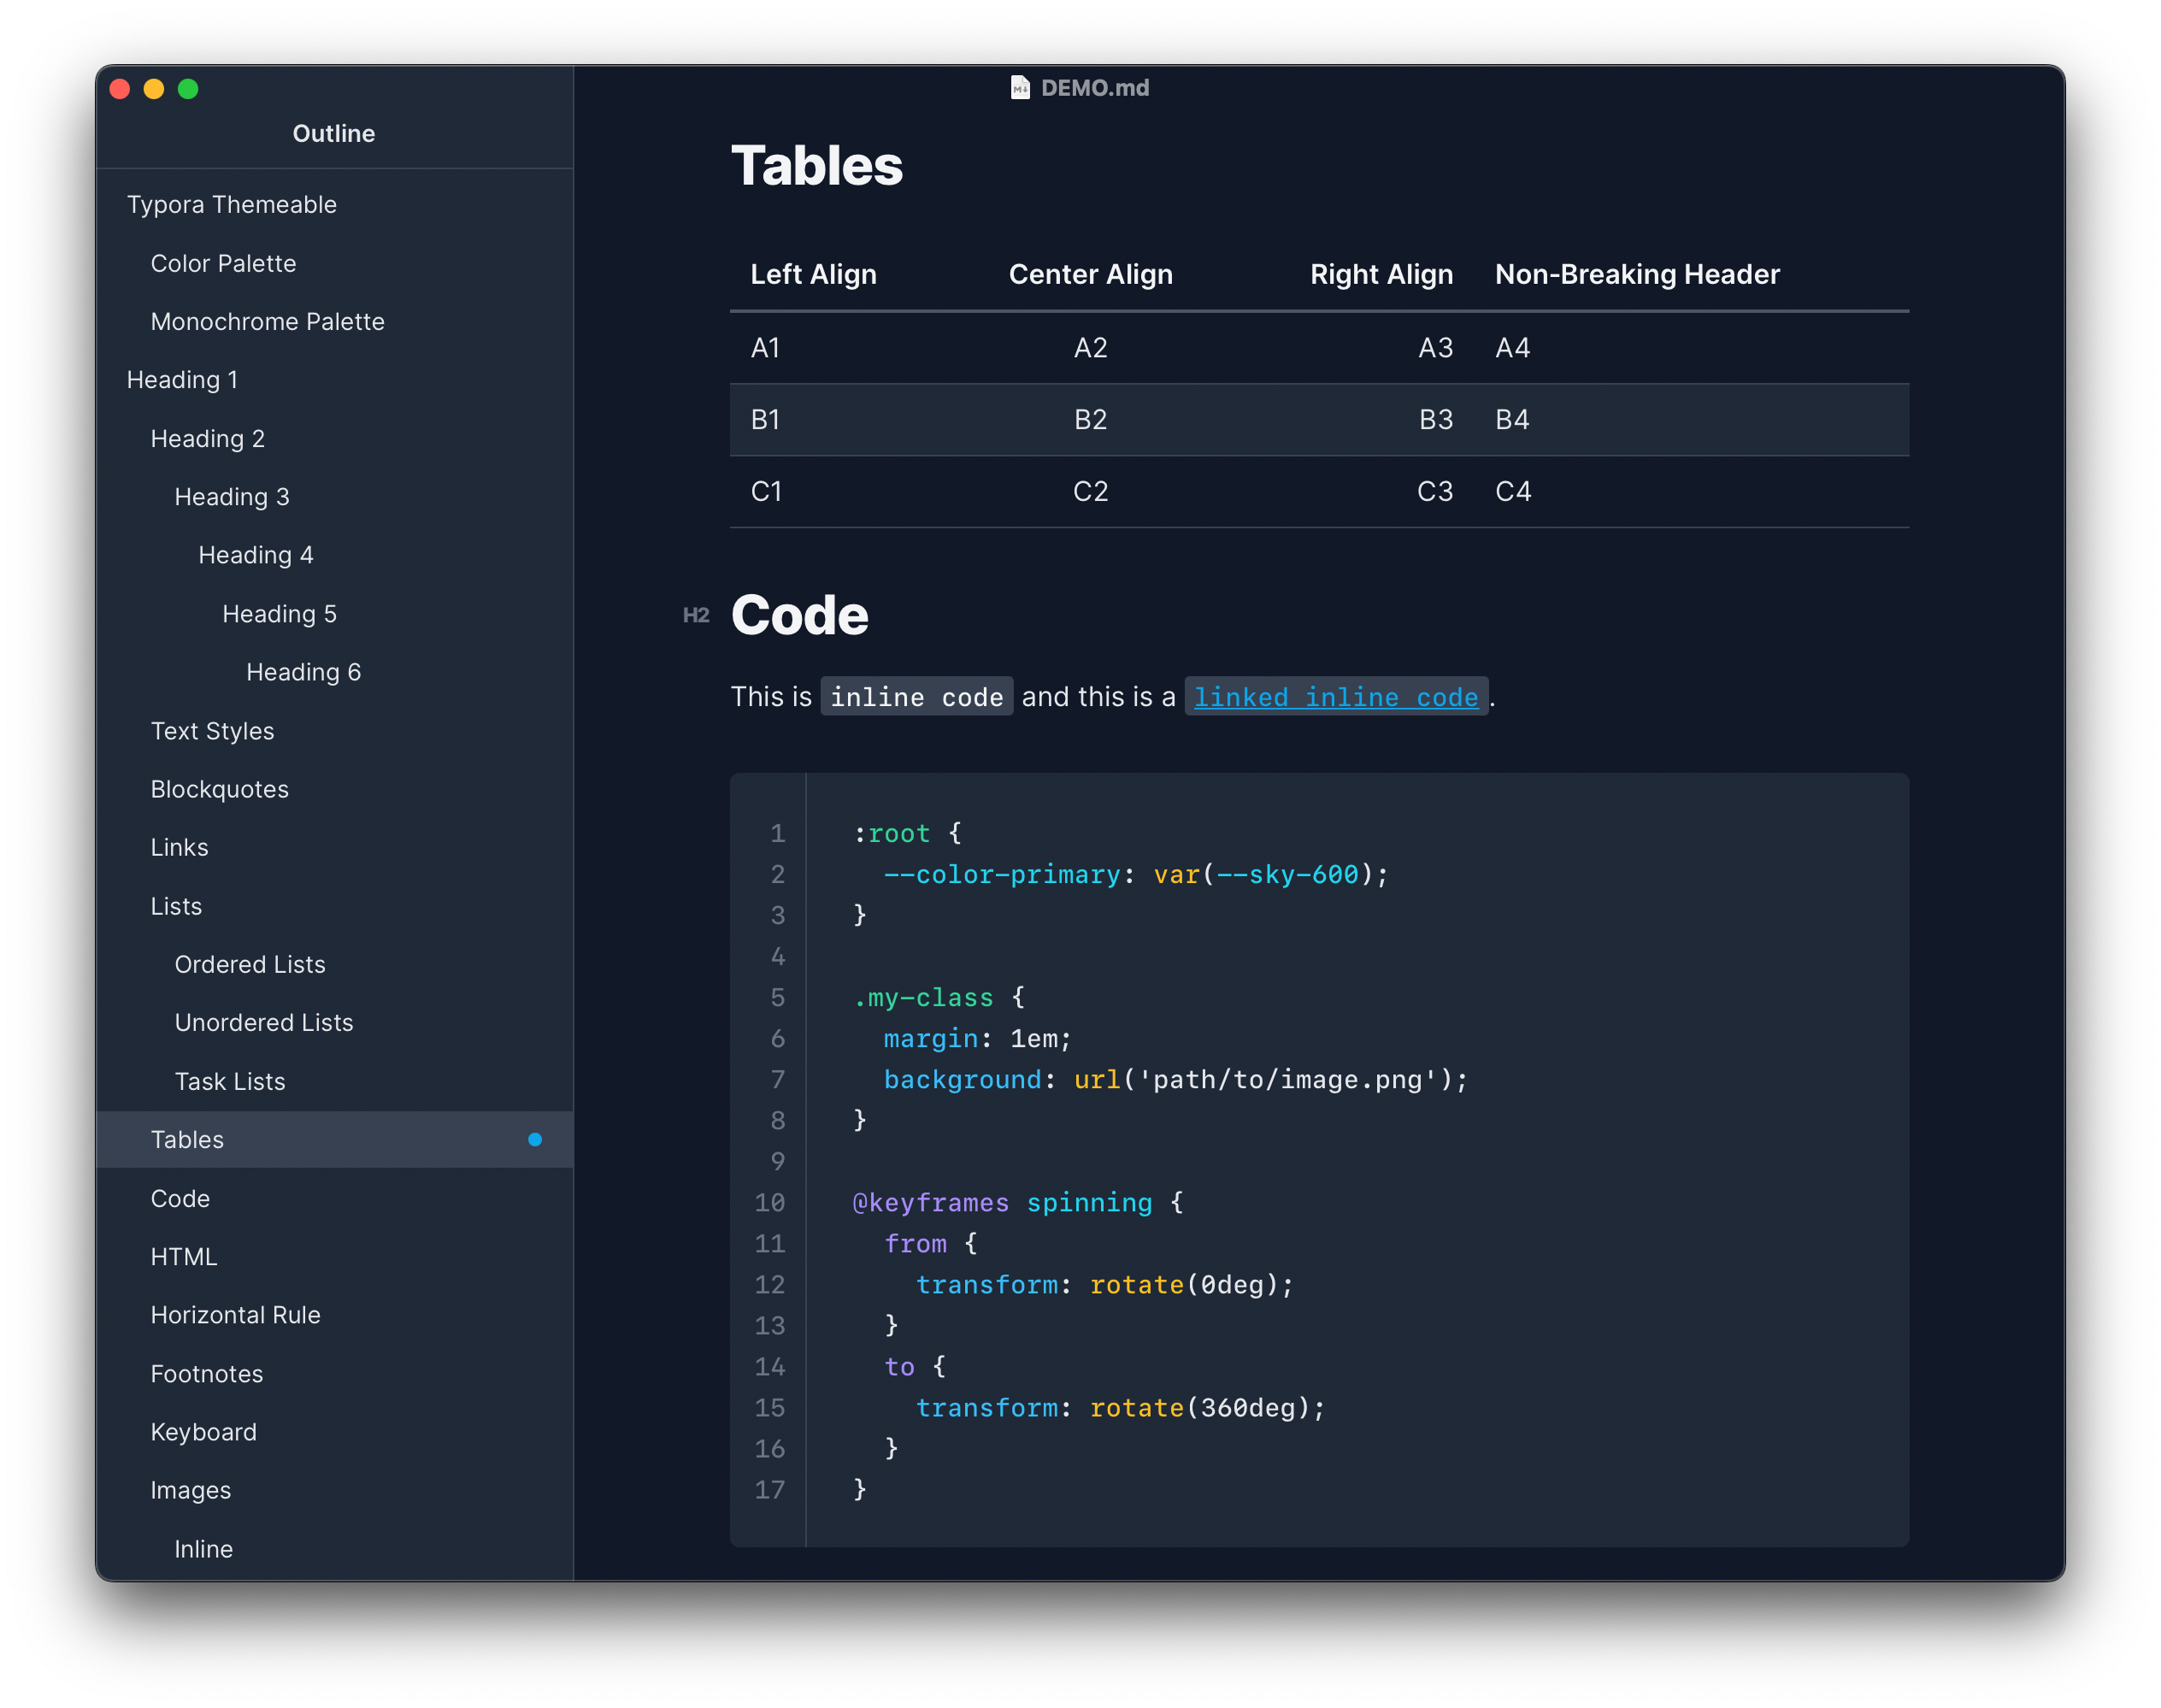 DEMO.md
Outline
Typora Themeable
Color Palette
Monochrome Palette
Heading 1
Heading 2
Heading 3
Heading 4
Heading 5
Heading 6
Text Styles
Blockquotes
Links
Lists
Ordered Lists
Unordered Lists
Task Lists
Tables
Code
HTML
Horizontal Rule
Footnotes
Keyboard
Images
Inline
Tables
Left Align Center Align Right Align Non-Breaking Header
A1 A2 A3 A4
B1 B2 B3 B4
C1 C2 C3 C4
H2 Code
This is inline code and this is a linked inline code.
1 :root {
2   --color-primary: var(--sky-600);
3 }
4
5 .my-class {
6   margin: 1em;
7   background: url('path/to/image.png');
8 }
9
10 @keyframes spinning {
11   from {
12     transform: rotate(0deg);
13   }
14   to {
15     transform: rotate(360deg);
16   }
17 }